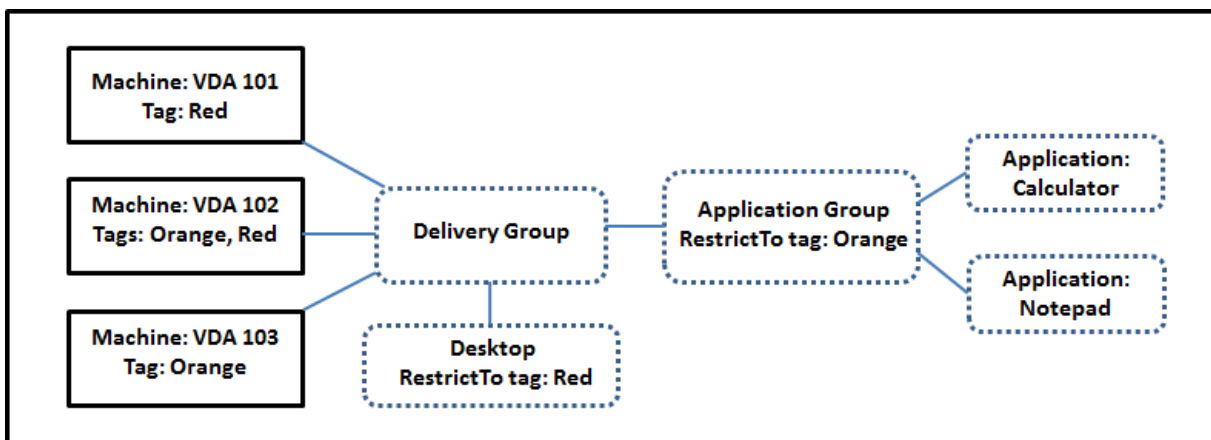 Machine: VDA 101
Tag: Red
Machine: VDA 102
Tags: Orange, Red
Machine: VDA 103
Tag: Orange
Delivery Group
Desktop
RestrictTo tag: Red
Application Group
RestrictTo tag: Orange
Application:
Calculator
Application:
Notepad